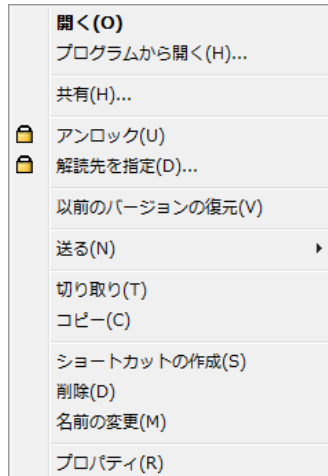 開く(O)
プログラムから開く(H)...
共有(H)...
アンロック(U)
解読先を指定(D)...
以前のバージョンの復元(V)
送る(N)
切り取り(T)
コピー(C)
ショートカットの作成(S)
削除(D)
名前の変更(M)
プロパティ(R)